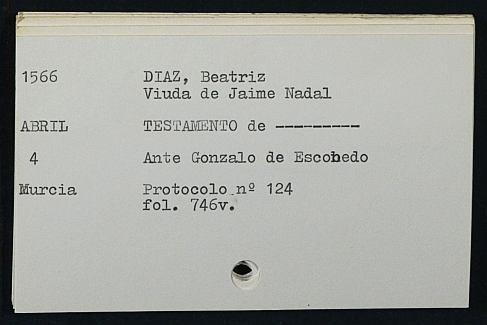 1566 DIAZ, Beatriz
Viuda de Jaime Nadal
ABRIL TESTAMENTO de ---------
4 Ante Gonzalo de Escobedo
Murcia Protocolo nº 124
fol. 746v.